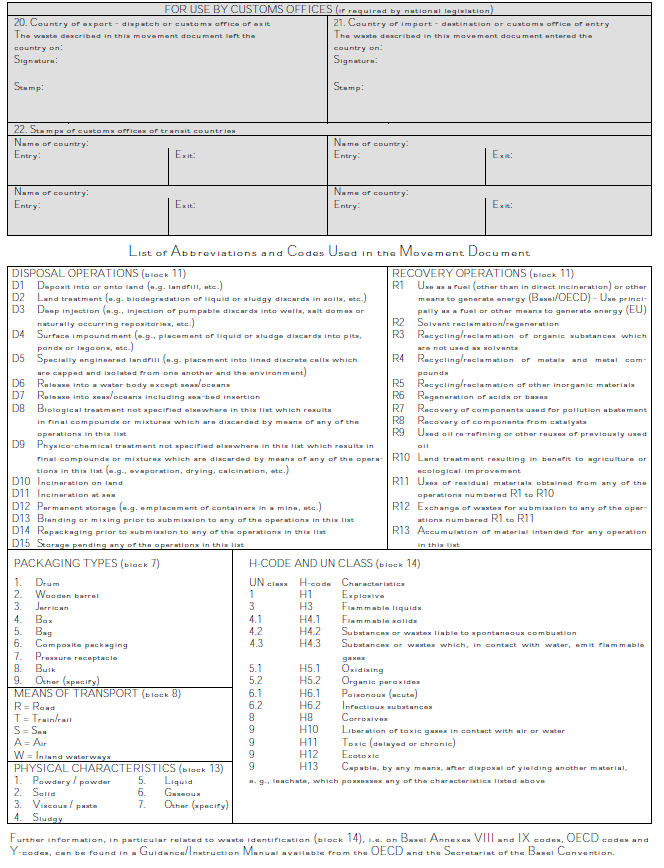 FOR USE BY CUSTOMS OFFICES (if required by national legislation)
20. Country of export - dispatch or customs office of exit
The waste described in this movement document left the
country on:
Signature:
Stamp:
21. Country of import - destination or customs office of entry
The waste described in this movement document entered the
country on:
Signature:
Stamp:
22. Stamps of customs offices of transit countries
Name of country:
Entry: Exit:
Name of country:
Entry: Exit:
Name of country:
Entry: Exit:
Name of country:
Entry: Exit:
List of Abbreviations and Codes Used in the Movement Document
DISPOSAL OPERATIONS (block 11)
D1 Deposit into or onto land (e.g. landfill, etc.)
D2 Land treatment (e.g. biodegradation of liquid or sludgy discards in soils, etc.)
D3 Deep injection (e.g., injection of pumpable discards into wells, salt domes or
naturally occurring repositories, etc.)
D4 Surface impoundment (e.g., placement of liquid or sludge discards into pits,
ponds or lagoons, etc.)
D5 Specially engineered landfill (e.g. placement into lined discrete cells which
are capped and isolated from one another and the environment)
D6 Release into a water body except seas/oceans
D7 Release into seas/oceans including sea-bed insertion
D8 Biological treatment not specified elsewhere in this list which results
in final compounds or mixtures which are discarded by means of any of the
operations in this list
D9 Physico-chemical treatment not specified elsewhere in this list which results in
final compounds or mixtures which are discarded by means of any of the opera-
tions in this list (e.g., evaporation, drying, calcination, etc.)
D10 Incineration on land
D11 Incineration at sea
D12 Permanent storage (e.g. emplacement of containers in a mine, etc.)
D13 Blending or mixing prior to submission to any of the operations in this list
D14 Repackaging prior to submission to any of the operations in this list
D15 Storage pending any of the operations in this list
RECOVERY OPERATIONS (block 11)
R1 Use as a fuel (other than in direct incineration) or other
means to generate energy (Basel/OECD) - Use princi-
pally as a fuel or other means to generate energy (EU)
R2 Solvent reclamation/regeneration
R3 Recycling/reclamation of organic substances which
are not used as solvents
R4 Recycling/reclamation of metals and metal com-
pounds
R5 Recycling/reclamation of other inorganic materials
R6 Regeneration of acids or bases
R7 Recovery of components used for pollution abatement
R8 Recovery of components from catalysts
R9 Used oil re-refining or other reuses of previously used
oil
R10 Land treatment resulting in benefit to agriculture or
ecological improvement
R11 Uses of residual materials obtained from any of the
operations numbered R1 to R10
R12 Exchange of wastes for submission to any of the oper-
ations numbered R1 to R11
R13 Accumulation of material intended for any operation
in this list
PACKAGING TYPES (block 7)
1. Drum
2. Wooden barrel
3. Jerrican
4. Box
5. Bag
6. Composite packaging
7. Pressure receptacle
8. Bulk
9. Other (specify)
MEANS OF TRANSPORT (block 8)
R = Road
T = Train/rail
S = Sea
A = Air
W = Inland waterways
PHYSICAL CHARACTERISTICS (block 13)
1. Powdery / powder 5. Liquid
2. Solid 6. Gaseous
3. Viscous / paste 7. Other (specify)
4. Sludgy
H-CODE AND UN CLASS (block 14)
UN class H-code Characteristics
1 H1 Explosive
3 H3 Flammable liquids
4.1 H4.1 Flammable solids
4.2 H4.2 Substances or wastes liable to spontaneous combustion
4.3 H4.3 Substances or wastes which, in contact with water, emit flammable
gases
5.1 H5.1 Oxidising
5.2 H5.2 Organic peroxides
6.1 H6.1 Poisonous (acute)
6.2 H6.2 Infectious substances
8 H8 Corrosives
9 H10 Liberation of toxic gases in contact with air or water
9 H11 Toxic (delayed or chronic)
9 H12 Ecotoxic
9 H13 Capable, by any means, after disposal of yielding another material,
e. g., leachate, which possesses any of the characteristics listed above
Further information, in particular related to waste identification (block 14), i.e. on Basel Annexes VIII and IX codes, OECD codes and
Y-codes, can be found in a Guidance/Instruction Manual available from the OECD and the Secretariat of the Basel Convention.